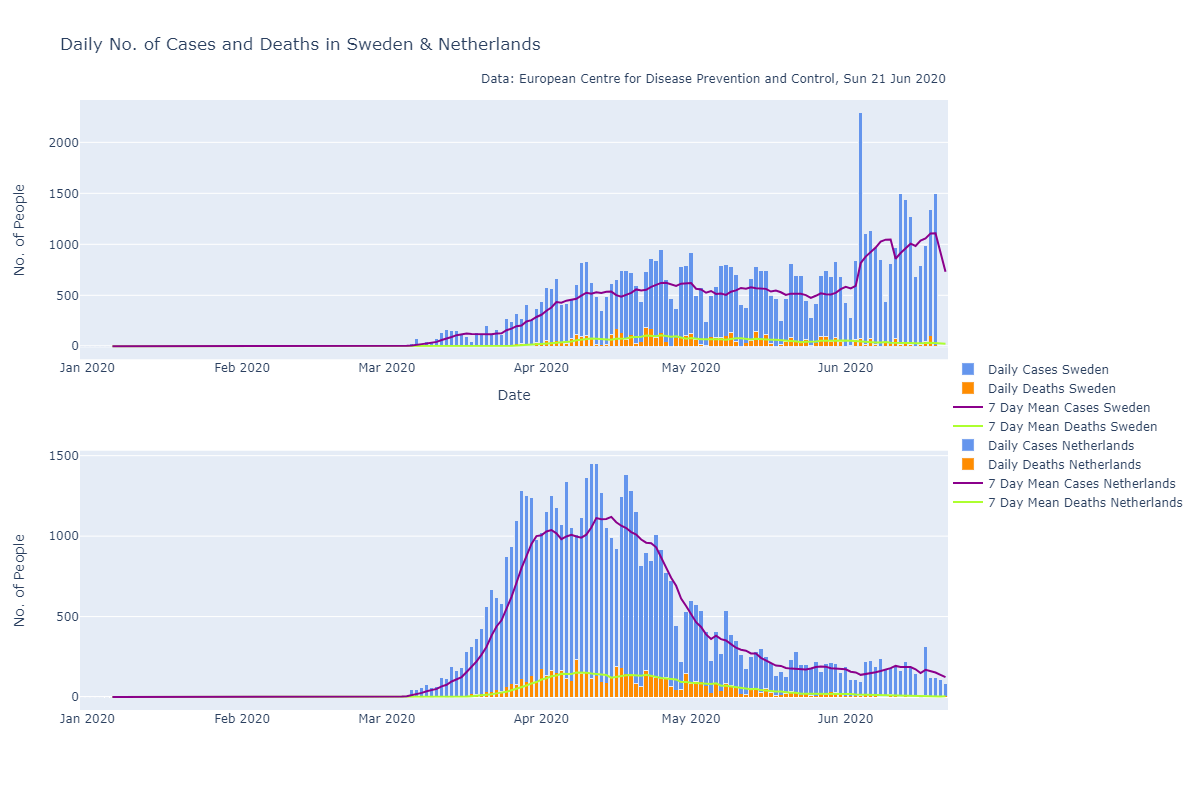 Daily No. of Cases and Deaths in Sweden & Netherlands
Data: European Centre for Disease Prevention and Control, Sun 21 Jun 2020
No. of People
2000
1500
1000
500
0
Jan 2020 Feb 2020 Mar 2020 Apr 2020 May 2020 Jun 2020
Date
Daily Cases Sweden
Daily Deaths Sweden
7 Day Mean Cases Sweden
7 Day Mean Deaths Sweden
Daily Cases Netherlands
Daily Deaths Netherlands
7 Day Mean Cases Netherlands
7 Day Mean Deaths Netherlands
No. of People
1500
1000
500
0
Jan 2020 Feb 2020 Mar 2020 Apr 2020 May 2020 Jun 2020